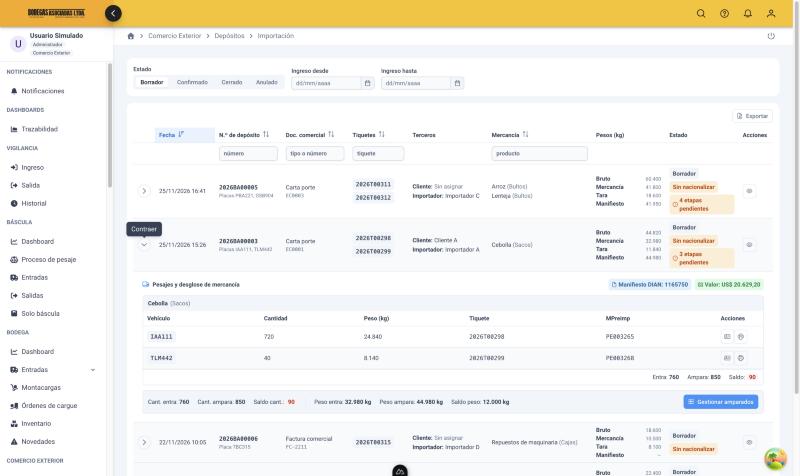 BODEGAS ASOCIADAS LTDA.
U
Usuario Simulado
Administrador
Comercio Exterior
NOTIFICACIONES
Notificaciones
DASHBOARDS
Trazabilidad
VIGILANCIA
Ingreso
Salida
Historial
BÁSCULA
Dashboard
Proceso de pesaje
Entradas
Salidas
Solo báscula
BODEGA
Dashboard
Entradas
Montacargas
Órdenes de cargue
Inventario
Novedades
COMERCIO EXTERIOR
Comercio Exterior > Depósitos > Importación
Estado
Borrador Confirmado Cerrado Anulado
Ingreso desde
dd/mm/aaaa
Ingreso hasta
dd/mm/aaaa
Exportar
Fecha N.º de depósito Doc. comercial Tiquetes Terceros Mercancía Pesos (kg) Estado Acciones
número tipo o número tiquete producto
25/11/2026 16:41
2026BA00005
Placas PBA221, SSB904
Carta porte
EC0003
2026T00311
2026T00312
Cliente: Sin asignar
Importador: Importador C
Arroz (Bultos)
Lenteja (Bultos)
Bruto 60.400
Mercancía 41.800
Tara 18.600
Manifiesto 41.950
Borrador
Sin nacionalizar
4 etapas pendientes
Contraer
25/11/2026 15:26
2026BA00003
Placas IAA111, TLM442
Carta porte
EC0001
2026T00298
2026T00299
Cliente: Cliente A
Importador: Importador A
Cebolla (Sacos)
Bruto 44.820
Mercancía 32.980
Tara 11.840
Manifiesto 44.980
Borrador
Sin nacionalizar
3 etapas pendientes
Pesajes y desglose de mercancía
Manifiesto DIAN: 1165750
Valor: US$ 20.629,20
Cebolla (Sacos)
Vehículo Cantidad Peso (kg) Tiquete MPreimp Acciones
IAA111 720 24.840 2026T00298 PE003265
TLM442 40 8.140 2026T00299 PE003268
Entra: 760 Ampara: 850 Saldo: 90
Cant. entra: 760 Cant. ampara: 850 Saldo cant.: 90 Peso entra: 32.980 kg Peso ampara: 44.980 kg Saldo peso: 12.000 kg
Gestionar amparados
22/11/2026 10:05
2026BA00006
Placa TBC015
Factura comercial
FC-2211
2026T00315
Cliente: Sin asignar
Importador: Importador D
Repuestos de maquinaria (Cajas)
Bruto 18.600
Mercancía 10.500
Tara 8.100
Manifiesto –
Borrador
Sin nacionalizar
Bruto 22.400
Borrador